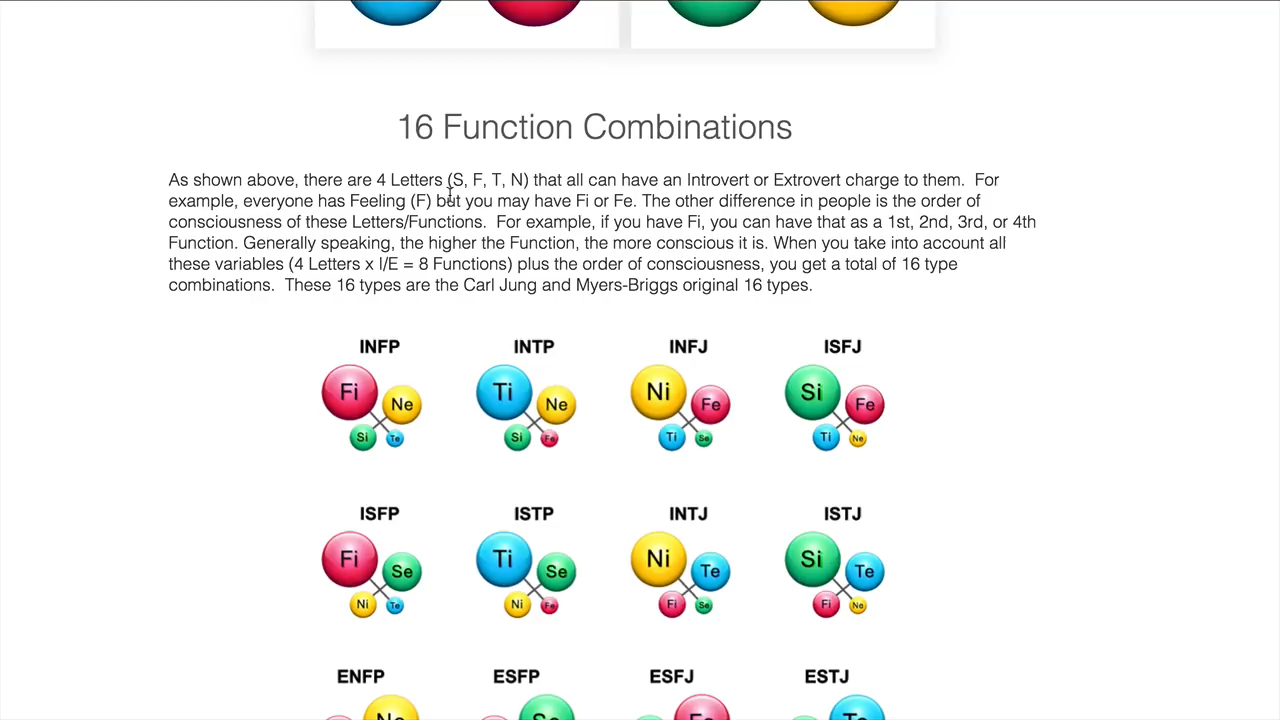 16 Function Combinations
As shown above, there are 4 Letters (S, F, T, N) that all can have an Introvert or Extrovert charge to them.  For
example, everyone has Feeling (F) but you may have Fi or Fe. The other difference in people is the order of
consciousness of these Letters/Functions.  For example, if you have Fi, you can have that as a 1st, 2nd, 3rd, or 4th
Function. Generally speaking, the higher the Function, the more conscious it is. When you take into account all
these variables (4 Letters x I/E = 8 Functions) plus the order of consciousness, you get a total of 16 type
combinations.  These 16 types are the Carl Jung and Myers-Briggs original 16 types.
INFP INTP INFJ ISFJ
Fi Ne Ti Ne Ni Fe Si Fe
Si Te Si Fe Ti Se Ti Ne
ISFP ISTP INTJ ISTJ
Fi Se Ti Se Ni Te Si Te
Ni Te Ni Fe Fi Se Fi Ne
ENFP ESFP ESFJ ESTJ
Ne Se Fe Te